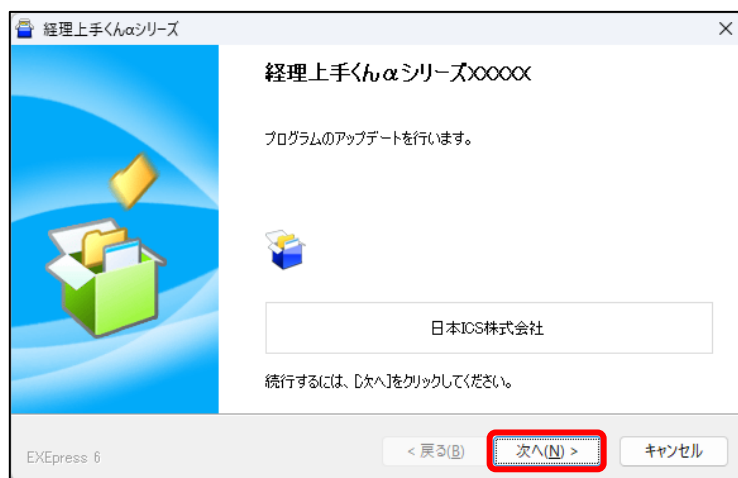 経理上手くんαシリーズ
経理上手くんαシリーズXXXXX
プログラムのアップデートを行います。
日本ICS株式会社
続行するには、[次へ]をクリックしてください。
EXEpress 6
< 戻る(B)
次へ(N) >
キャンセル